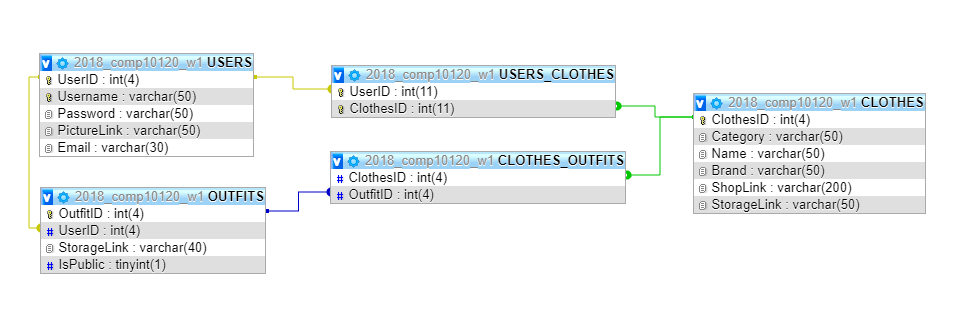 2018_comp10120_w1 USERS
UserID : int(4)
Username : varchar(50)
Password : varchar(50)
PictureLink : varchar(50)
Email : varchar(30)
2018_comp10120_w1 OUTFITS
OutfitID : int(4)
UserID : int(4)
StorageLink : varchar(40)
IsPublic : tinyint(1)
2018_comp10120_w1 USERS_CLOTHES
UserID : int(11)
ClothesID : int(11)
2018_comp10120_w1 CLOTHES_OUTFITS
ClothesID : int(4)
OutfitID : int(4)
2018_comp10120_w1 CLOTHES
ClothesID : int(4)
Category : varchar(50)
Name : varchar(50)
Brand : varchar(50)
ShopLink : varchar(200)
StorageLink : varchar(50)